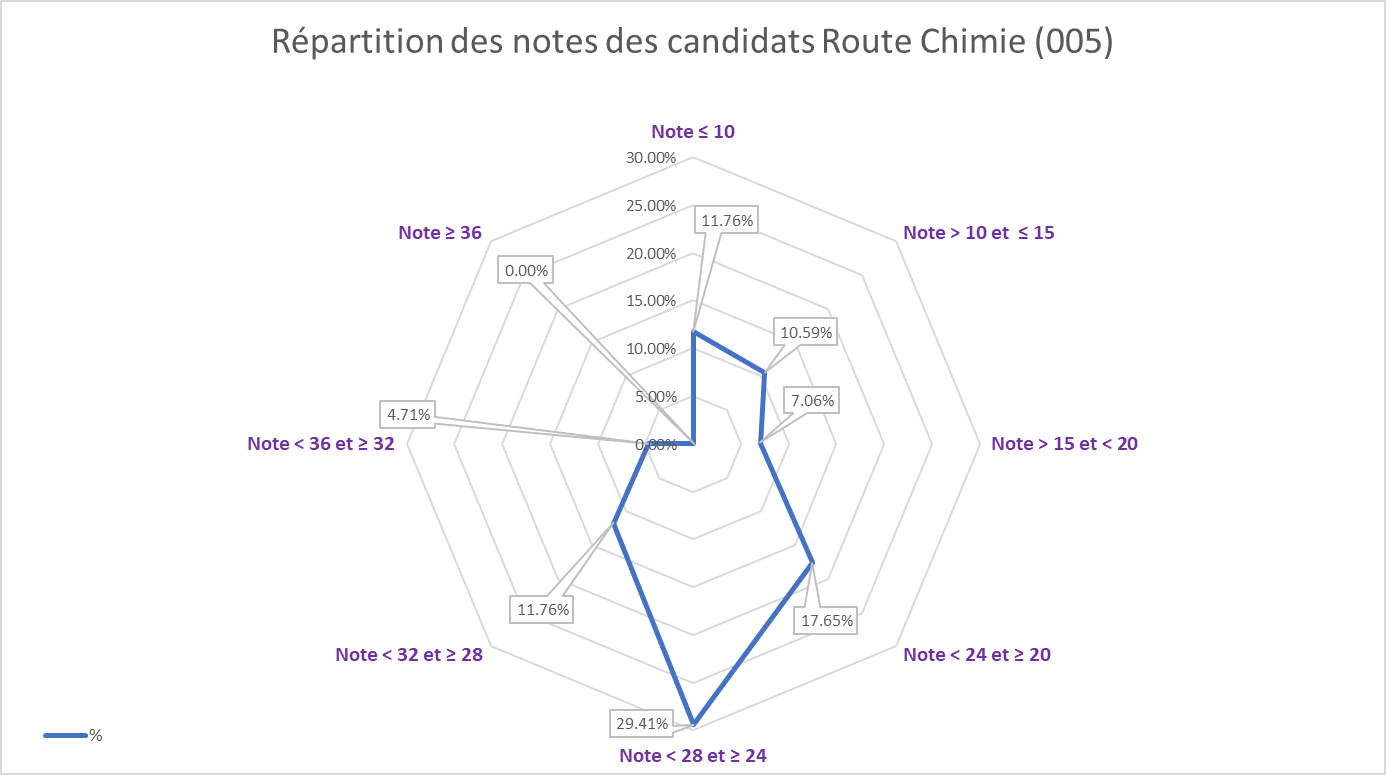 Répartition des notes des candidats Route Chimie (005)
Note ≤ 10
30.00%
25.00%
20.00%
15.00%
10.00%
5.00%
0.00%
11.76%
Note > 10 et  ≤ 15
10.59%
Note > 15 et < 20
7.06%
Note < 24 et ≥ 20
17.65%
Note < 28 et ≥ 24
29.41%
Note < 32 et ≥ 28
11.76%
Note < 36 et ≥ 32
4.71%
Note ≥ 36
0.00%
%